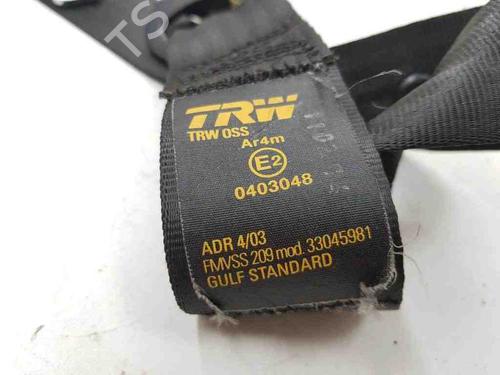 TRW
TRW OSS
Ar4m
E2
0403048
ADR 4/03
FMVSS 209 mod. 33045981
GULF STANDARD